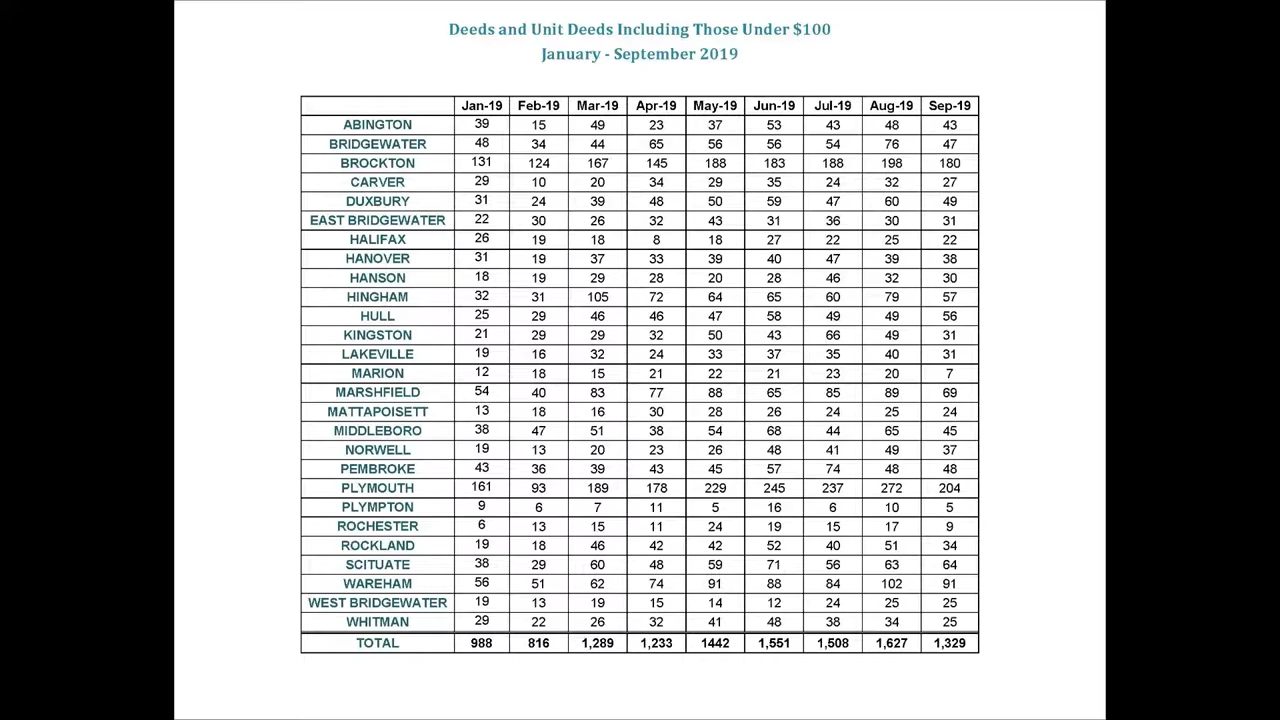 Deeds and Unit Deeds Including Those Under $100
January - September 2019
Jan-19 Feb-19 Mar-19 Apr-19 May-19 Jun-19 Jul-19 Aug-19 Sep-19
ABINGTON 39 15 49 23 37 53 43 48 43
BRIDGEWATER 48 34 44 65 56 56 54 76 47
BROCKTON 131 124 167 145 188 183 188 198 180
CARVER 29 10 20 34 29 35 24 32 27
DUXBURY 31 24 39 48 50 59 47 60 49
EAST BRIDGEWATER 22 30 26 32 43 31 36 30 31
HALIFAX 26 19 18 8 18 27 22 25 22
HANOVER 31 19 37 33 39 40 47 39 38
HANSON 18 19 29 28 20 28 46 32 30
HINGHAM 32 31 105 72 64 65 60 79 57
HULL 25 29 46 46 47 58 49 49 56
KINGSTON 21 29 29 32 50 43 66 49 31
LAKEVILLE 19 16 32 24 33 37 35 40 31
MARION 12 18 15 21 22 21 23 20 7
MARSHFIELD 54 40 83 77 88 65 85 89 69
MATTAPOISETT 13 18 16 30 28 26 24 25 24
MIDDLEBORO 38 47 51 38 54 68 44 65 45
NORWELL 19 13 20 23 26 48 41 49 37
PEMBROKE 43 36 39 43 45 57 74 48 48
PLYMOUTH 161 93 189 178 229 245 237 272 204
PLYMPTON 9 6 7 11 5 16 6 10 5
ROCHESTER 6 13 15 11 24 19 15 17 9
ROCKLAND 19 18 46 42 42 52 40 51 34
SCITUATE 38 29 60 48 59 71 56 63 64
WAREHAM 56 51 62 74 91 88 84 102 91
WEST BRIDGEWATER 19 13 19 15 14 12 24 25 25
WHITMAN 29 22 26 32 41 48 38 34 25
TOTAL 988 816 1,289 1,233 1442 1,551 1,508 1,627 1,329